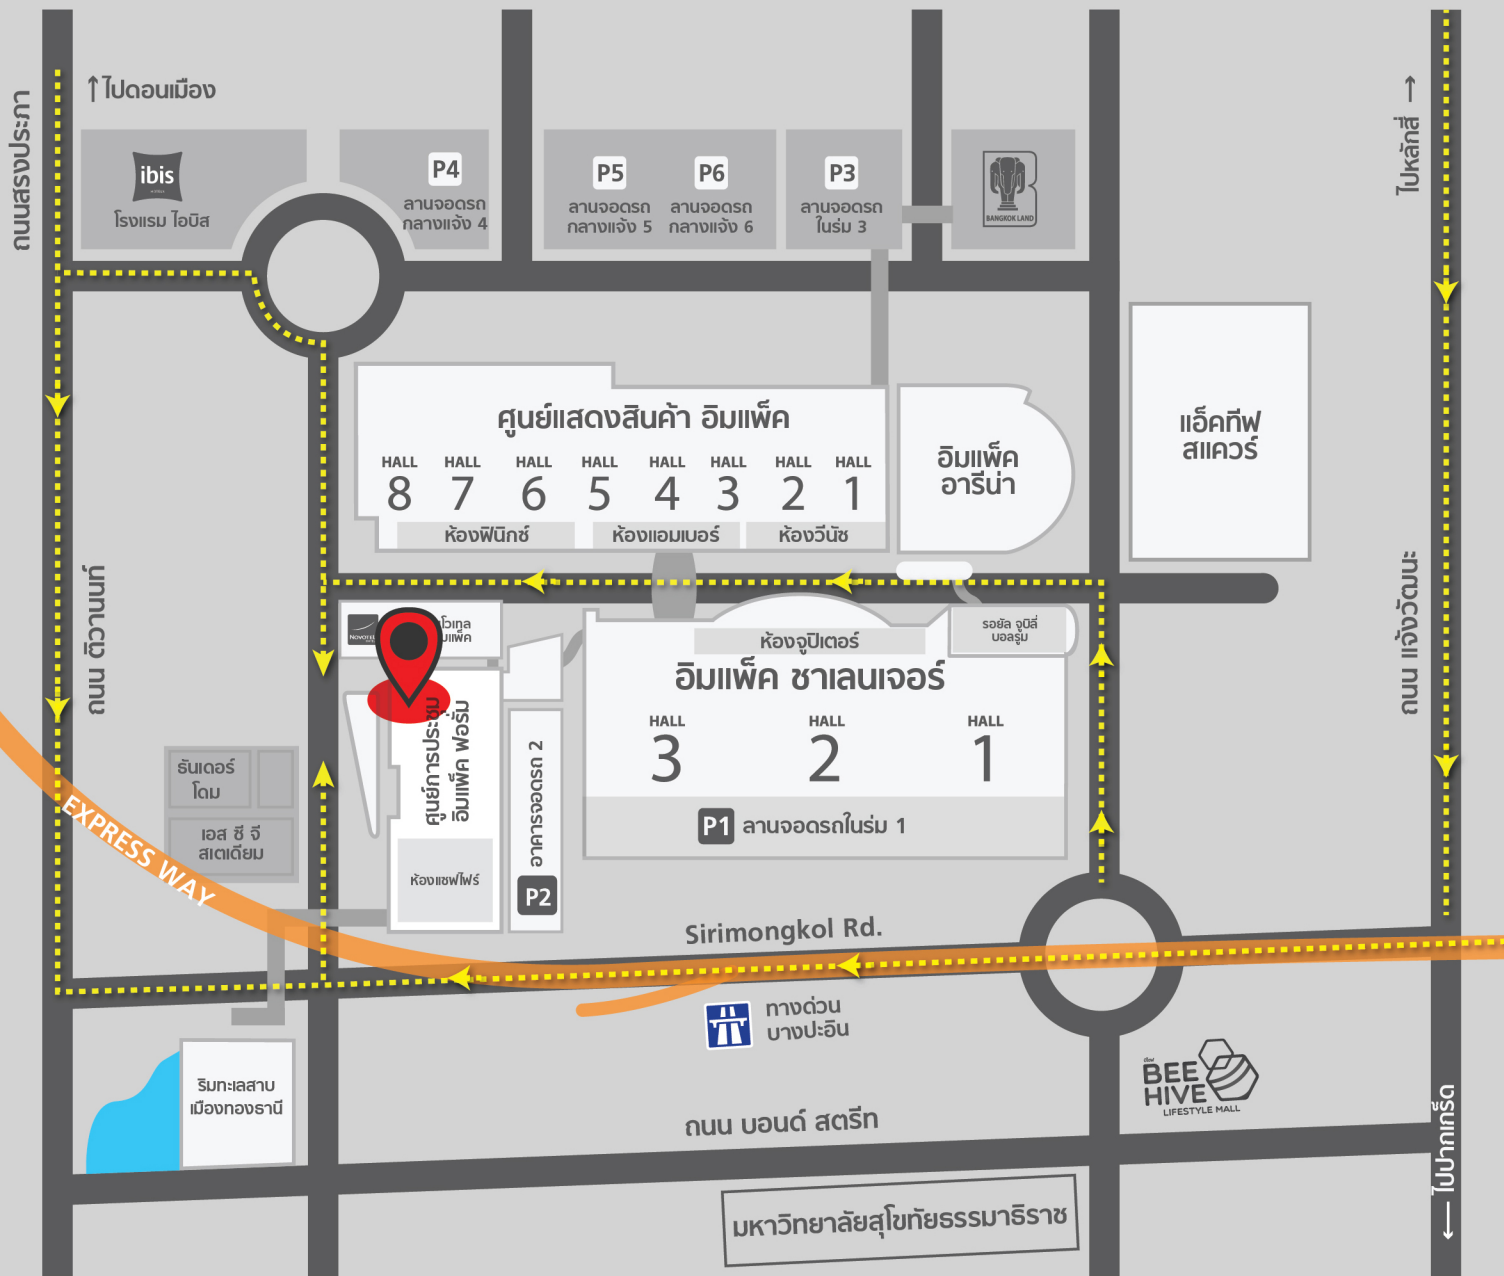 ↑ ไปดอนเมือง
ถนนสรงประภา
ไปหลักสี่ →
ibis
HOTELS
โรงแรม ไอบิส
P4
ลานจอดรถ
กลางแจ้ง 4
P5
ลานจอดรถ
กลางแจ้ง 5
P6
ลานจอดรถ
กลางแจ้ง 6
P3
ลานจอดรถ
ในร่ม 3
BANGKOK LAND
ศูนย์แสดงสินค้า อิมแพ็ค
HALL
8
HALL
7
HALL
6
HALL
5
HALL
4
HALL
3
HALL
2
HALL
1
ห้องฟีนิกซ์
ห้องแอมเบอร์
ห้องวีนัซ
อิมแพ็ค
อารีน่า
แอ็คทีฟ
สแควร์
ถนน ติวานนท์
ถนน แจ้งวัฒนะ
NOVOTEL
โวเทล
มแพ็ค
ห้องจูปิเตอร์
รอยัล จูบิลี่
บอลรูม
อิมแพ็ค ชาเลนเจอร์
HALL
3
HALL
2
HALL
1
P1 ลานจอดรถในร่ม 1
ศูนย์การประชุม
อิมแพ็ค ฟอรั่ม
ห้องแซฟไฟร์
อาคารจอดรถ 2
P2
ธันเดอร์
โดม
เอส ซี จี
สเตเดียม
EXPRESS WAY
Sirimongkol Rd.
ทางด่วน
บางปะอิน
BEE
HIVE
LIFESTYLE MALL
ริมทะเลสาบ
เมืองทองธานี
ถนน บอนด์ สตรีท
← ไปปากเกร็ด
มหาวิทยาลัยสุโขทัยธรรมาธิราช